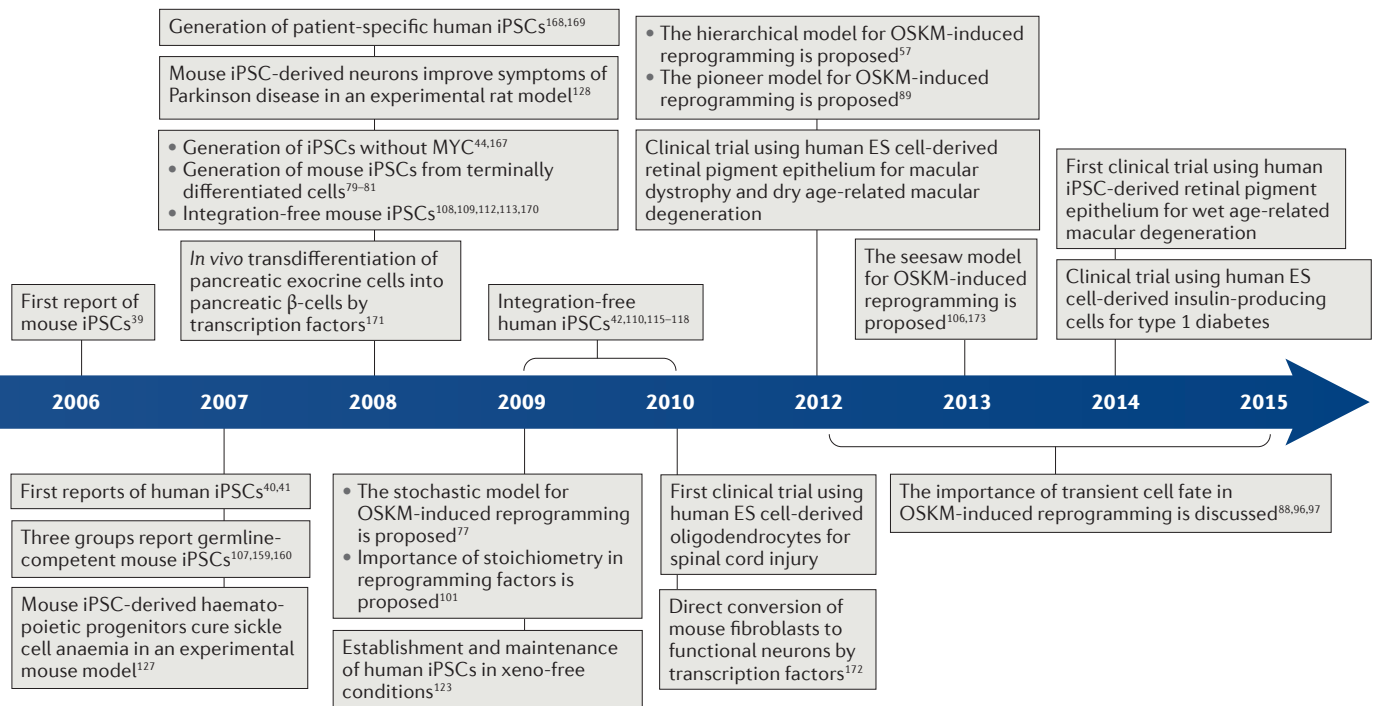 Generation of patient-specific human iPSCs168,169
Mouse iPSC-derived neurons improve symptoms of
Parkinson disease in an experimental rat model128
• Generation of iPSCs without MYC44,167
• Generation of mouse iPSCs from terminally
differentiated cells79–81
• Integration-free mouse iPSCs108,109,112,113,170
In vivo transdifferentiation of
pancreatic exocrine cells into
pancreatic β-cells by
transcription factors171
First report of
mouse iPSCs39
Integration-free
human iPSCs42,110,115–118
• The hierarchical model for OSKM-induced
reprogramming is proposed57
• The pioneer model for OSKM-induced
reprogramming is proposed89
Clinical trial using human ES cell-derived
retinal pigment epithelium for macular
dystrophy and dry age-related macular
degeneration
The seesaw model
for OSKM-induced
reprogramming is
proposed106,173
First clinical trial using human
iPSC-derived retinal pigment
epithelium for wet age-related
macular degeneration
Clinical trial using human ES
cell-derived insulin-producing
cells for type 1 diabetes
2006 2007 2008 2009 2010 2012 2013 2014 2015
First reports of human iPSCs40,41
Three groups report germline-
competent mouse iPSCs107,159,160
Mouse iPSC-derived haemato-
poietic progenitors cure sickle
cell anaemia in an experimental
mouse model127
• The stochastic model for
OSKM-induced reprogramming
is proposed77
• Importance of stoichiometry in
reprogramming factors is
proposed101
Establishment and maintenance
of human iPSCs in xeno-free
conditions123
First clinical trial using
human ES cell-derived
oligodendrocytes for
spinal cord injury
Direct conversion of
mouse fibroblasts to
functional neurons by
transcription factors172
The importance of transient cell fate in
OSKM-induced reprogramming is discussed88,96,97